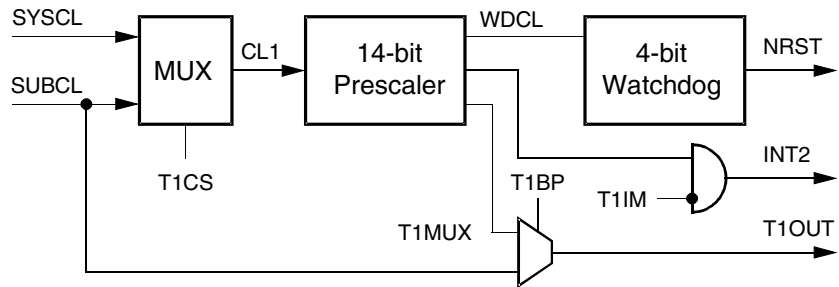 SYSCL
SUBCL
MUX
T1CS
CL1
14-bit
Prescaler
WDCL
4-bit
Watchdog
NRST
INT2
T1IM
T1BP
T1MUX
T1OUT